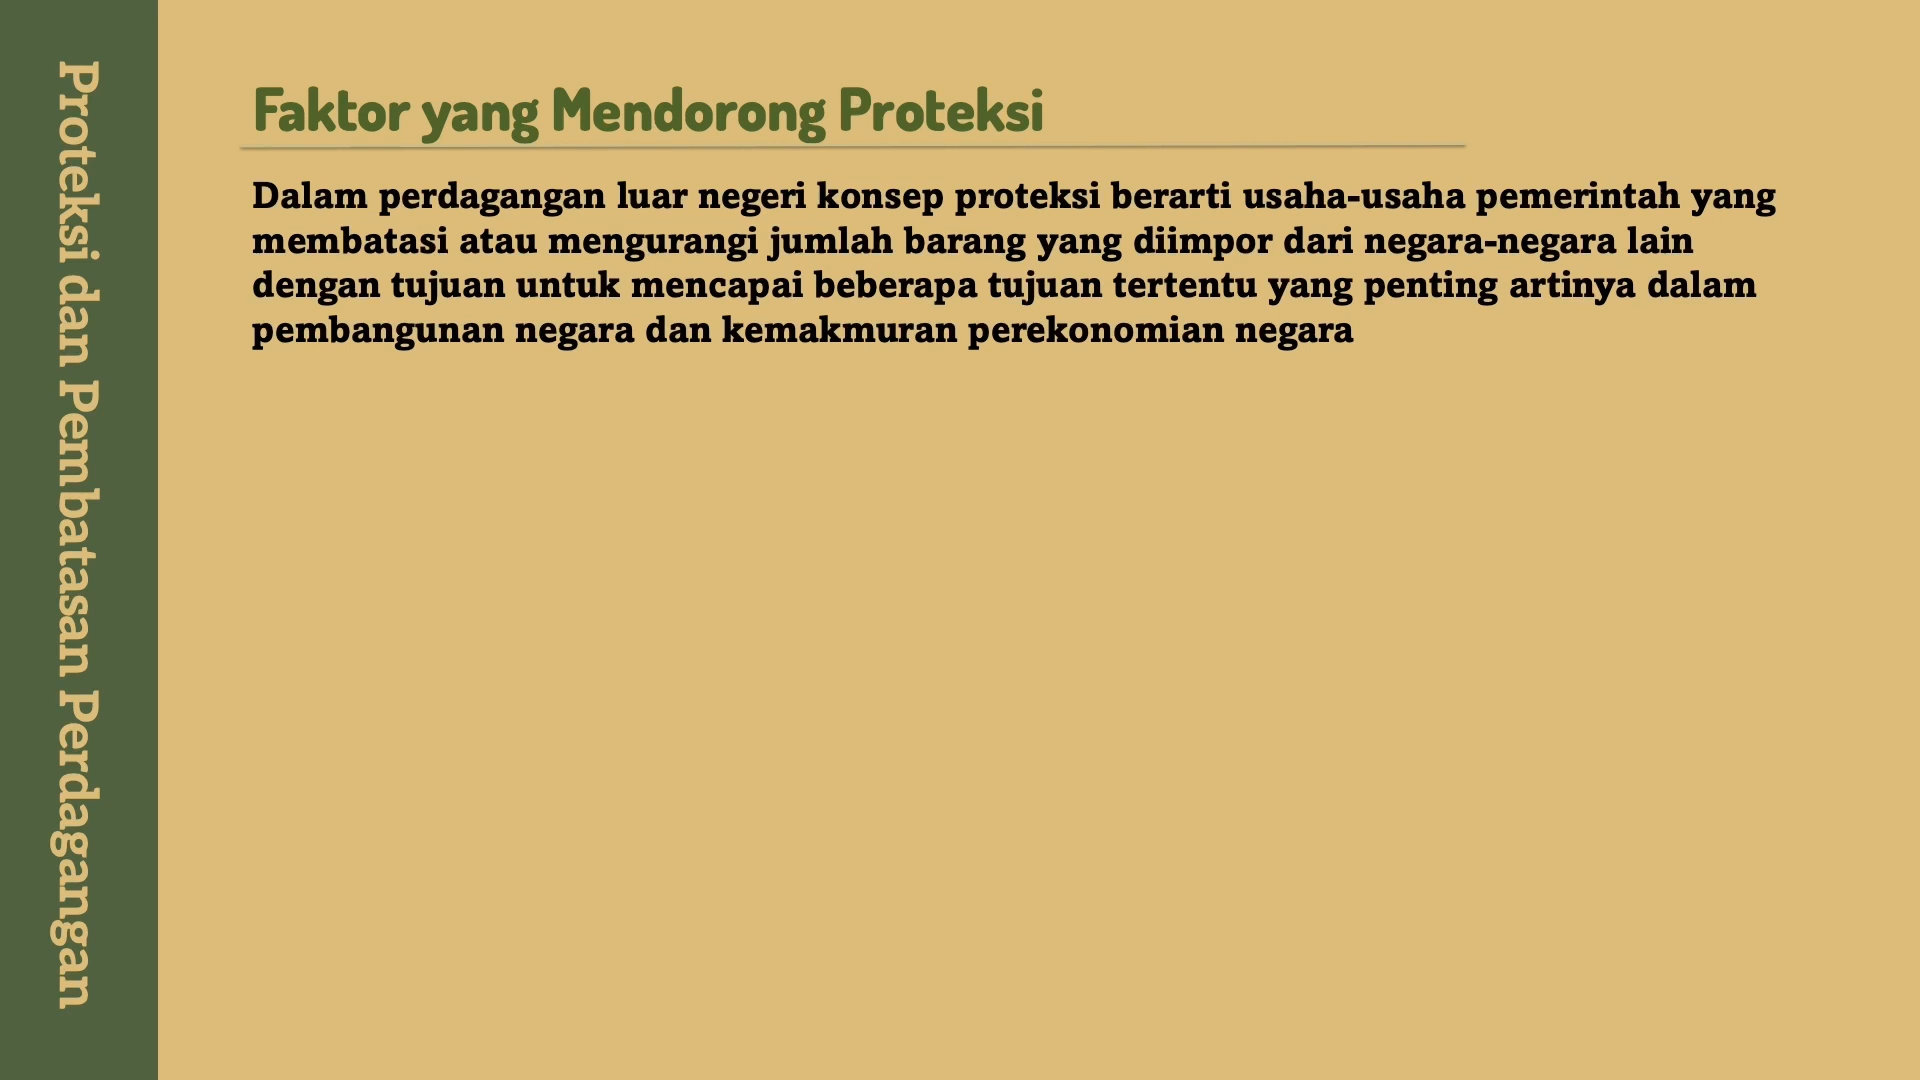 Proteksi dan Pembatasan Perdagangan
Faktor yang Mendorong Proteksi
Dalam perdagangan luar negeri konsep proteksi berarti usaha-usaha pemerintah yang
membatasi atau mengurangi jumlah barang yang diimpor dari negara-negara lain
dengan tujuan untuk mencapai beberapa tujuan tertentu yang penting artinya dalam
pembangunan negara dan kemakmuran perekonomian negara